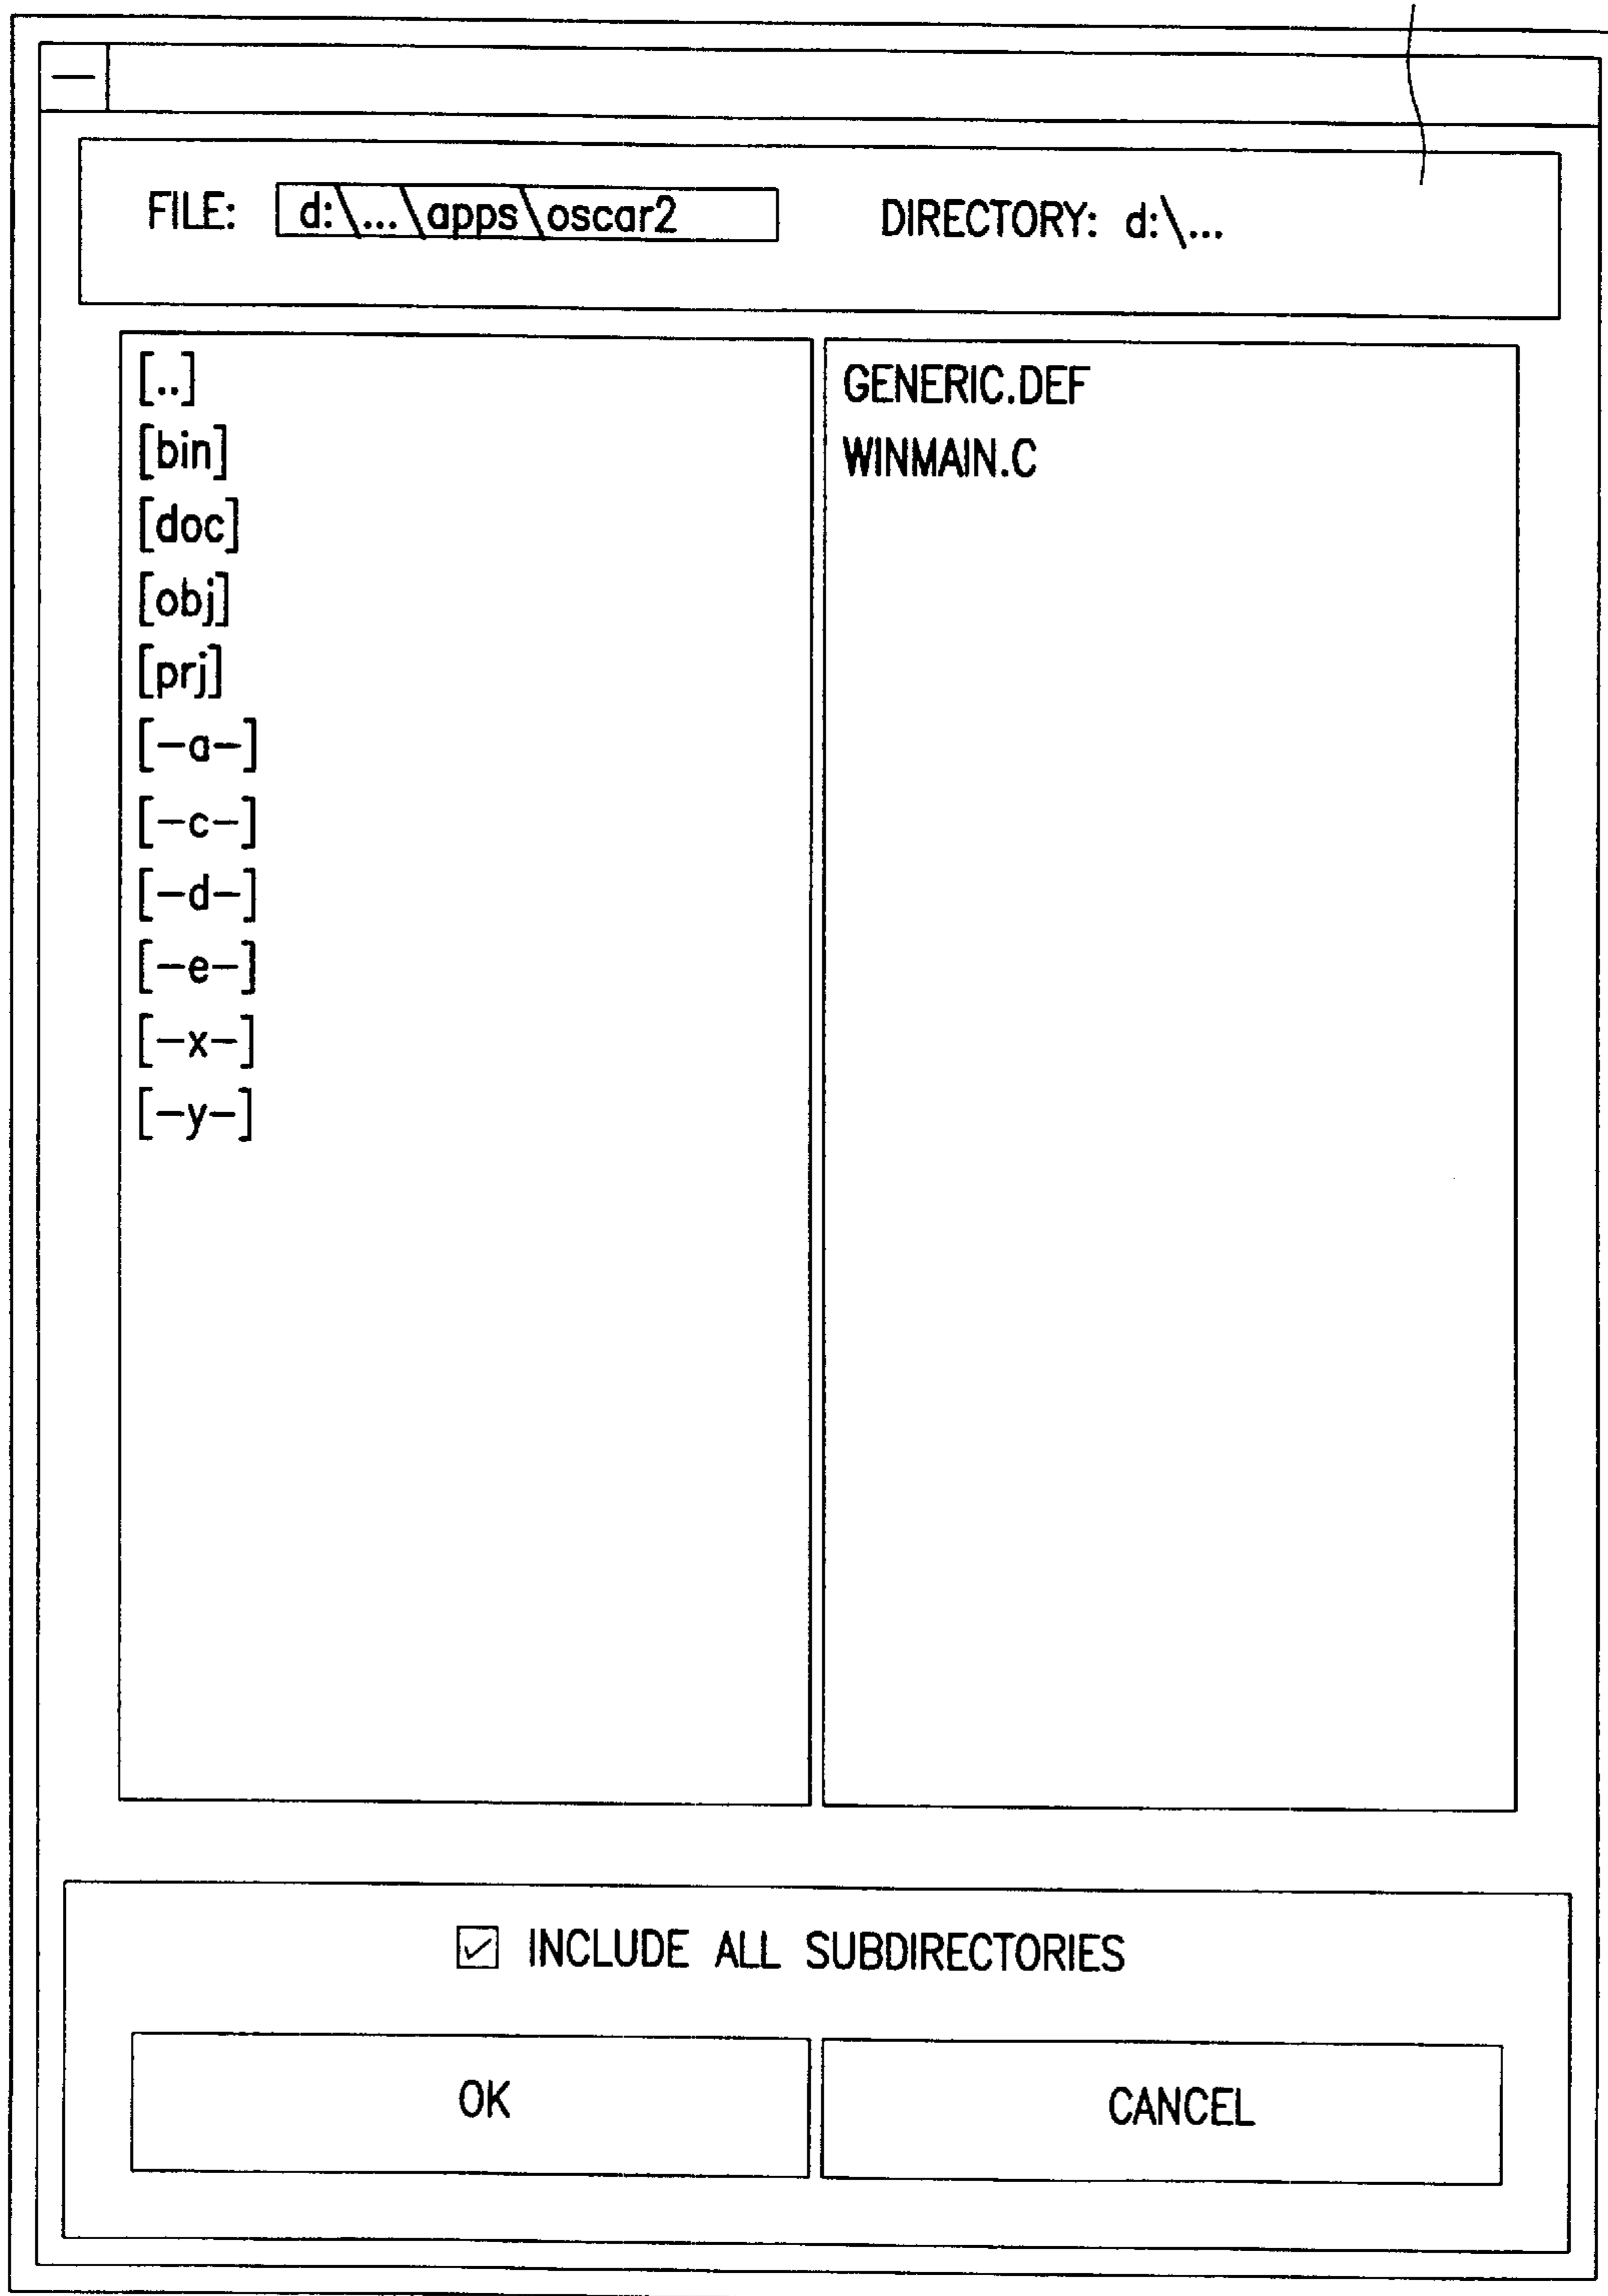 FILE: d:\...\apps\oscar2 DIRECTORY: d:\...
[..]
[bin]
[doc]
[obj]
[prj]
[-a-]
[-c-]
[-d-]
[-e-]
[-x-]
[-y-]
GENERIC.DEF
WINMAIN.C
INCLUDE ALL SUBDIRECTORIES
OK CANCEL